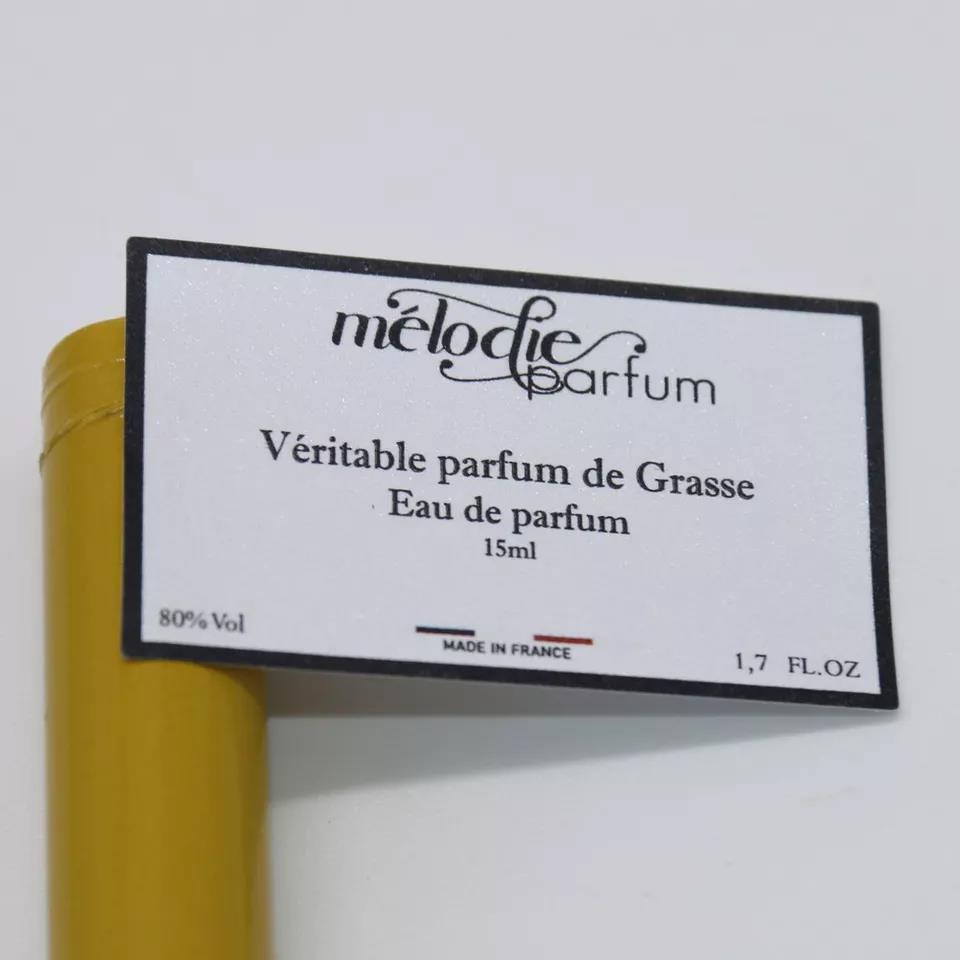 mélodie
parfum
Véritable parfum de Grasse
Eau de parfum
15ml
80% Vol
MADE IN FRANCE
1,7 FL.OZ